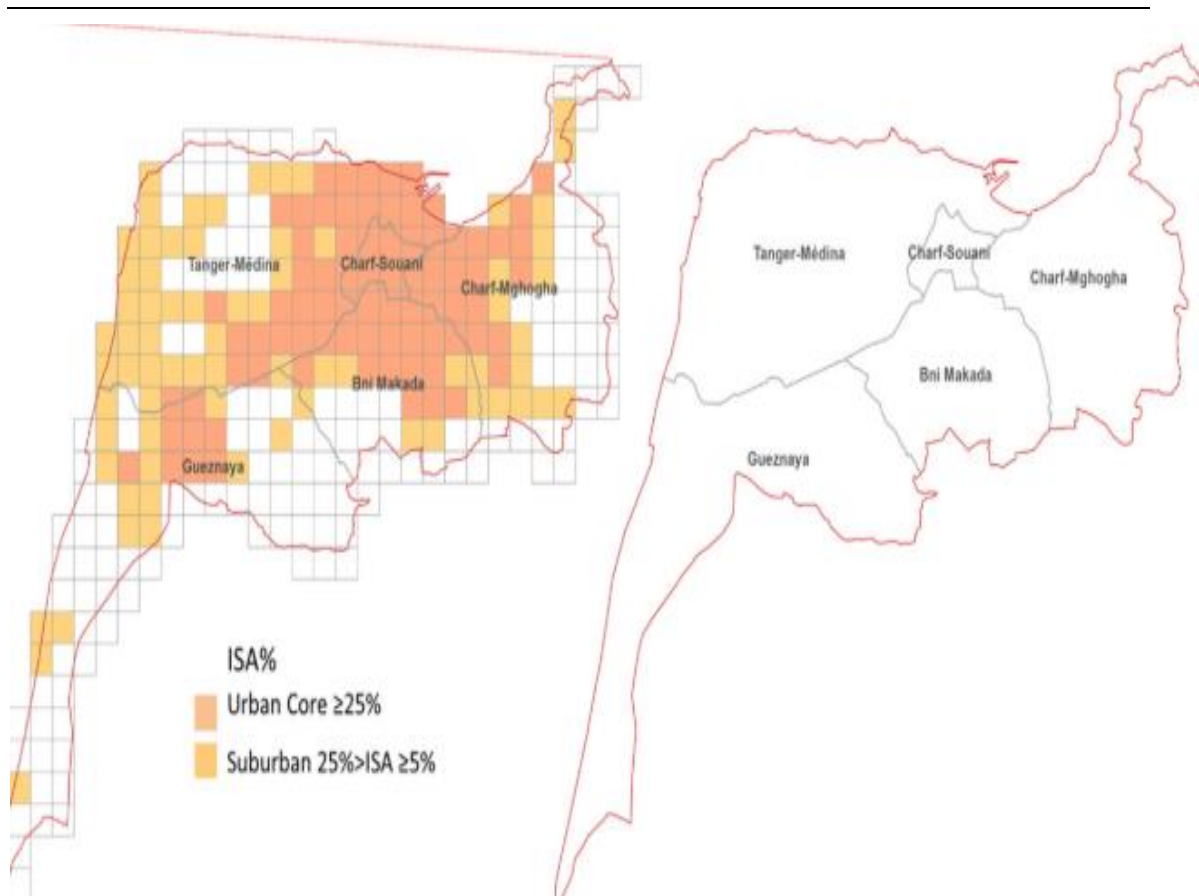 Tanger-Médina
Charf-Souani
Charf-Mghogha
Bni Makada
Gueznaya
ISA%
Urban Core ≥25%
Suburban 25%>ISA ≥5%
Tanger-Médina
Charf-Souani
Charf-Mghogha
Bni Makada
Gueznaya